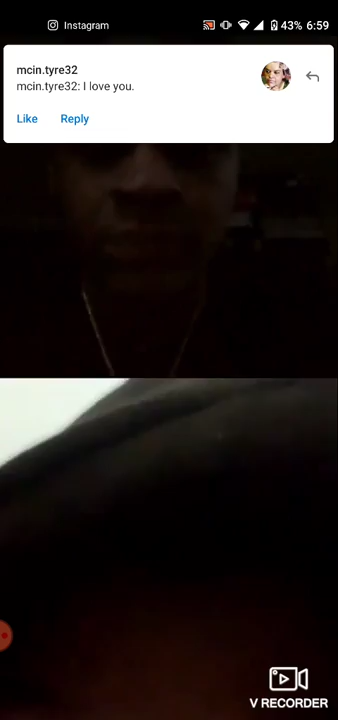 Instagram
43% 6:59
mcin.tyre32
mcin.tyre32: I love you.
Like Reply
V RECORDER